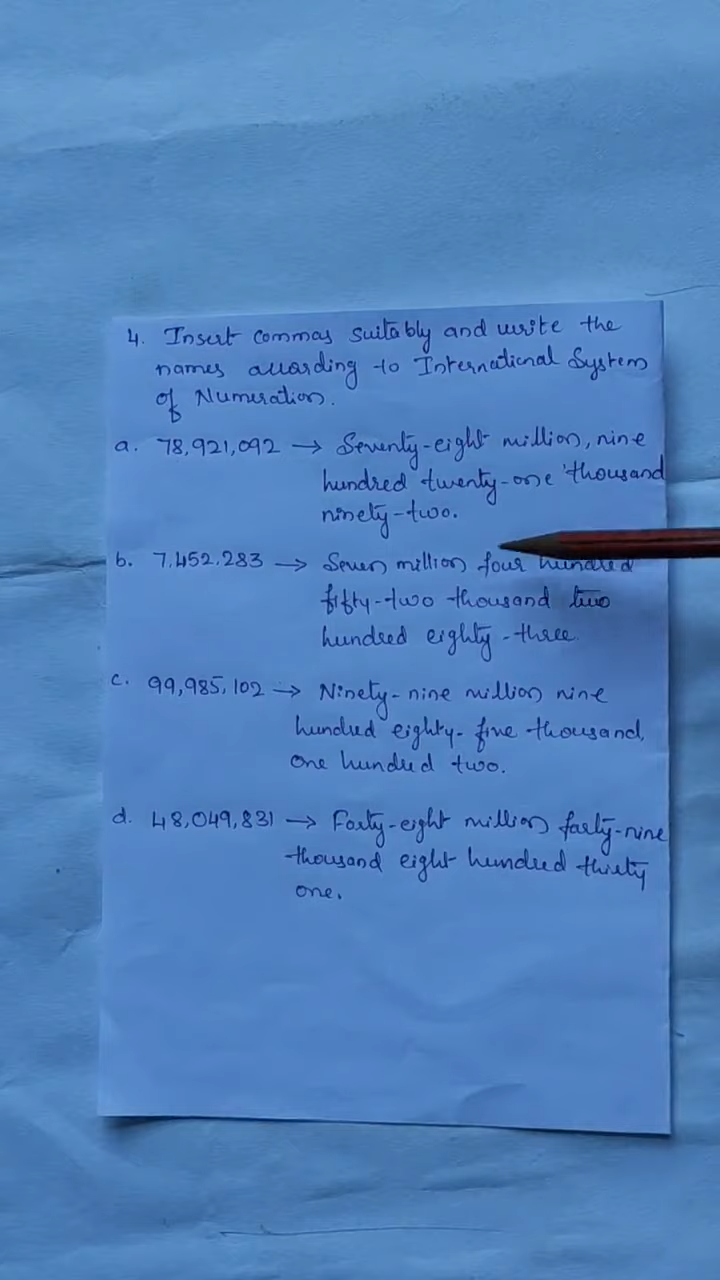 4. Insert commas suitably and write the
names according to International System
of Numeration.
a. 78,921,092 → Seventy-eight million, nine
hundred twenty-one thousand
ninety-two.
b. 7,452,283 → Seven million four hundred
fifty-two thousand two
hundred eighty-three.
c. 99,985,102 → Ninety-nine million nine
hundred eighty-five thousand,
one hundred two.
d. 48,049,831 → Forty-eight million forty-nine
thousand eight hundred thirty
one.